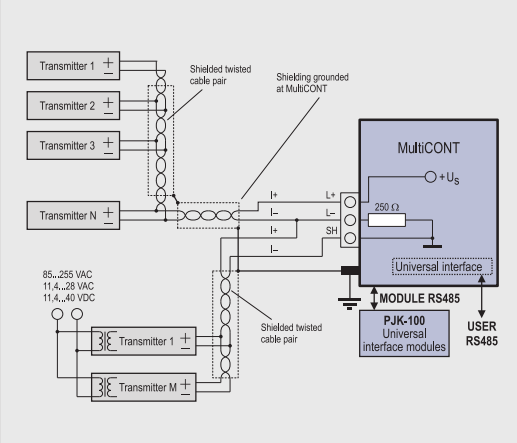 Transmitter 1 + −
Shielded twisted
cable pair
Shielding grounded
at MultiCONT
Transmitter 2 + −
Transmitter 3 + −
Transmitter N + −
MultiCONT
+Us
250 Ω
I+ L+
I− L−
I+ SH
I−
Universal interface
85...255 VAC
11,4...28 VAC
11,4...40 VDC
MODULE RS485
PJK-100
Universal
interface modules
USER
RS485
Shielded twisted
cable pair
Transmitter 1 + −
Transmitter M + −